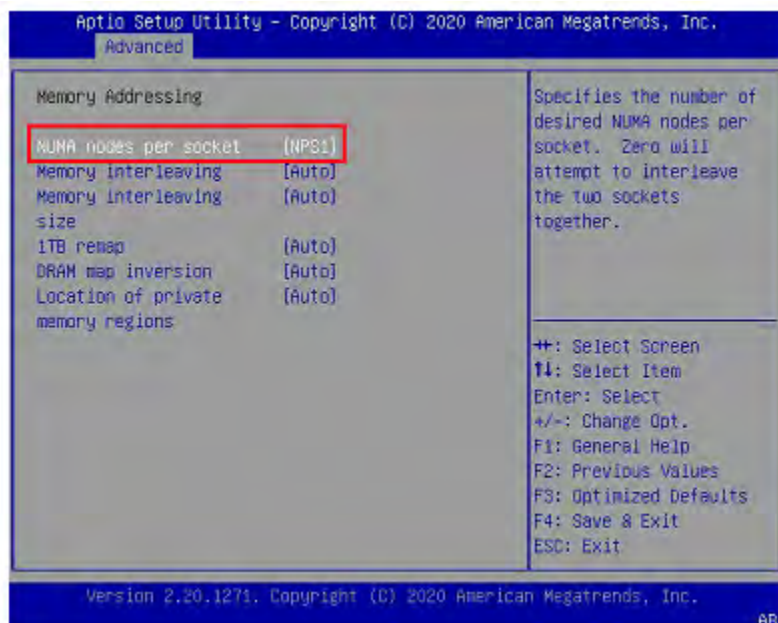 Aptio Setup Utility - Copyright (C) 2020 American Megatrends, Inc.
Advanced
Memory Addressing
NUMA nodes per socket [NPS1]
Memory interleaving [Auto]
Memory interleaving [Auto]
size
1TB remap [Auto]
DRAM map inversion [Auto]
Location of private [Auto]
memory regions
Specifies the number of
desired NUMA nodes per
socket. Zero will
attempt to interleave
the two sockets
together.
→←: Select Screen
↑↓: Select Item
Enter: Select
+/-: Change Opt.
F1: General Help
F2: Previous Values
F3: Optimized Defaults
F4: Save & Exit
ESC: Exit
Version 2.20.1271. Copyright (C) 2020 American Megatrends, Inc.
AB